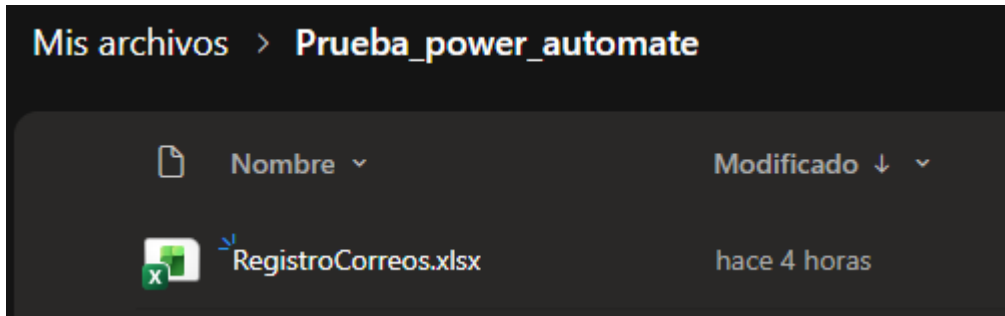 Mis archivos > Prueba_power_automate
Nombre Modificado ↓
RegistroCorreos.xlsx hace 4 horas